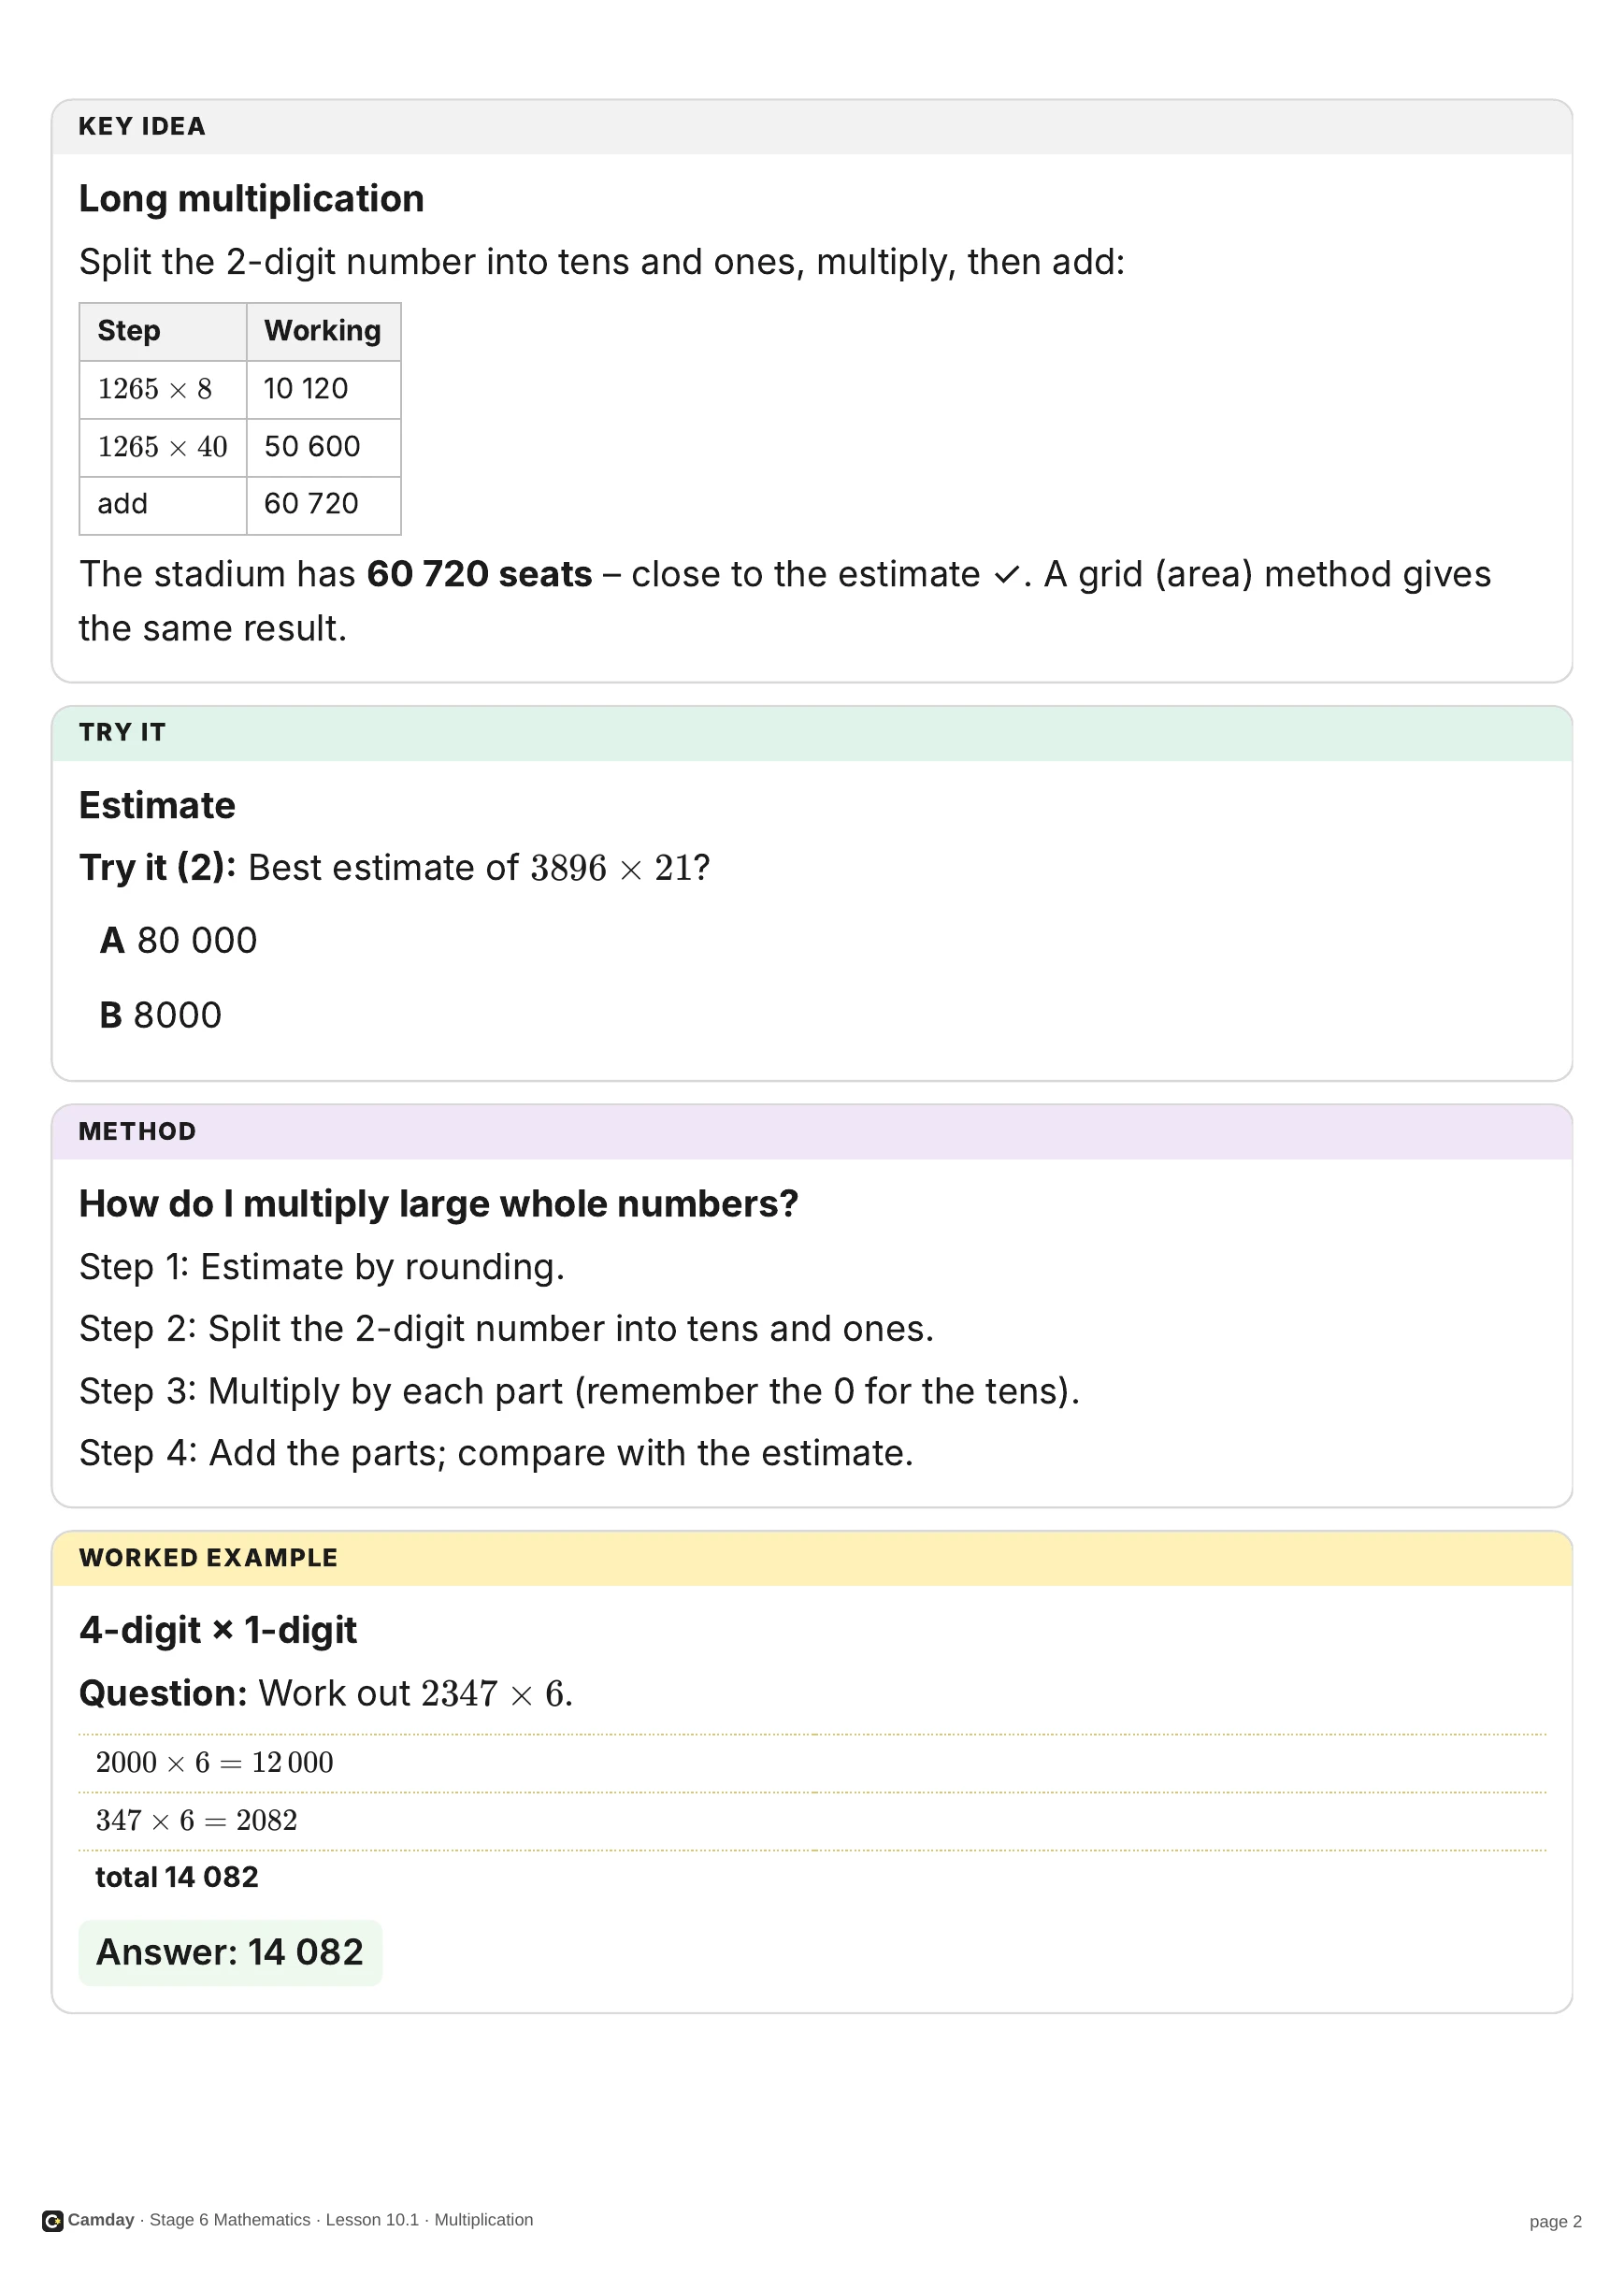 KEY IDEA
Long multiplication
Split the 2-digit number into tens and ones, multiply, then add:
Step Working
1265 × 8 10 120
1265 × 40 50 600
add 60 720
The stadium has 60 720 seats – close to the estimate ✓. A grid (area) method gives
the same result.
TRY IT
Estimate
Try it (2): Best estimate of 3896 × 21?
A 80 000
B 8000
METHOD
How do I multiply large whole numbers?
Step 1: Estimate by rounding.
Step 2: Split the 2-digit number into tens and ones.
Step 3: Multiply by each part (remember the 0 for the tens).
Step 4: Add the parts; compare with the estimate.
WORKED EXAMPLE
4-digit × 1-digit
Question: Work out 2347 × 6.
2000 × 6 = 12 000
347 × 6 = 2082
total 14 082
Answer: 14 082
Camday · Stage 6 Mathematics · Lesson 10.1 · Multiplication
page 2